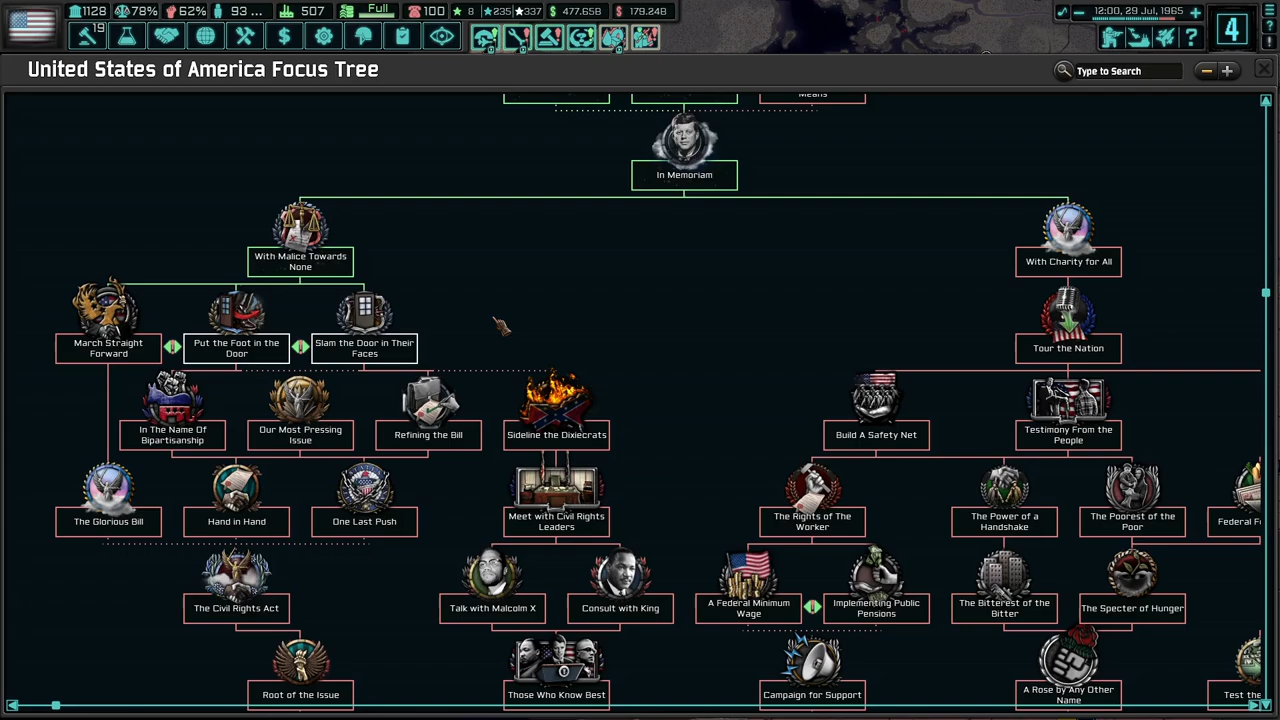 1128 78% 62% 93 ... 507 Full 100 8 235 337 $ 477.65B $ 179.24B
12:00, 29 Jul, 1965
4
19
United States of America Focus Tree
Type to Search
Means
In Memoriam
With Malice Towards
None
With Charity for All
March Straight
Forward
Put the Foot in the
Door
Slam the Door in Their
Faces
Tour the Nation
In The Name Of
Bipartisanship
Our Most Pressing
Issue
Refining the Bill
Sideline the Dixiecrats
Build A Safety Net
Testimony From the
People
The Glorious Bill
Hand in Hand
One Last Push
Meet with Civil Rights
Leaders
The Rights of The
Worker
The Power of a
Handshake
The Poorest of the
Poor
Federal Fo
The Civil Rights Act
Talk with Malcolm X
Consult with King
A Federal Minimum
Wage
Implementing Public
Pensions
The Bitterest of the
Bitter
The Specter of Hunger
Root of the Issue
Those Who Know Best
Campaign for Support
A Rose by Any Other
Name
Test the